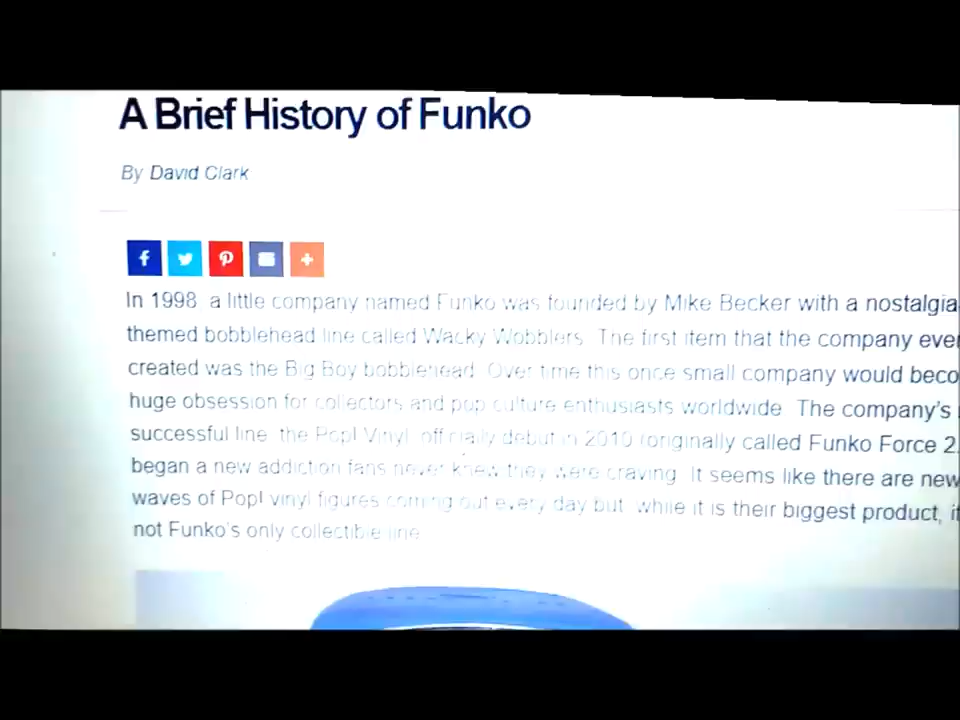 A Brief History of Funko
By David Clark
In 1998 a little company named Funko was founded by Mike Becker with a nostalgia-
themed bobblehead line called Wacky Wobblers. The first item that the company ever
created was the Big Boy bobblehead. Over time this once small company would beco
huge obsession for collectors and pop culture enthusiasts worldwide. The company's
successful line the Pop! Vinyl officially debut in 2010 (originally called Funko Force 2.
began a new addiction fans never knew they were craving. It seems like there are new
waves of Pop! vinyl figures coming out every day but while it is their biggest product, it
not Funko's only collectible line